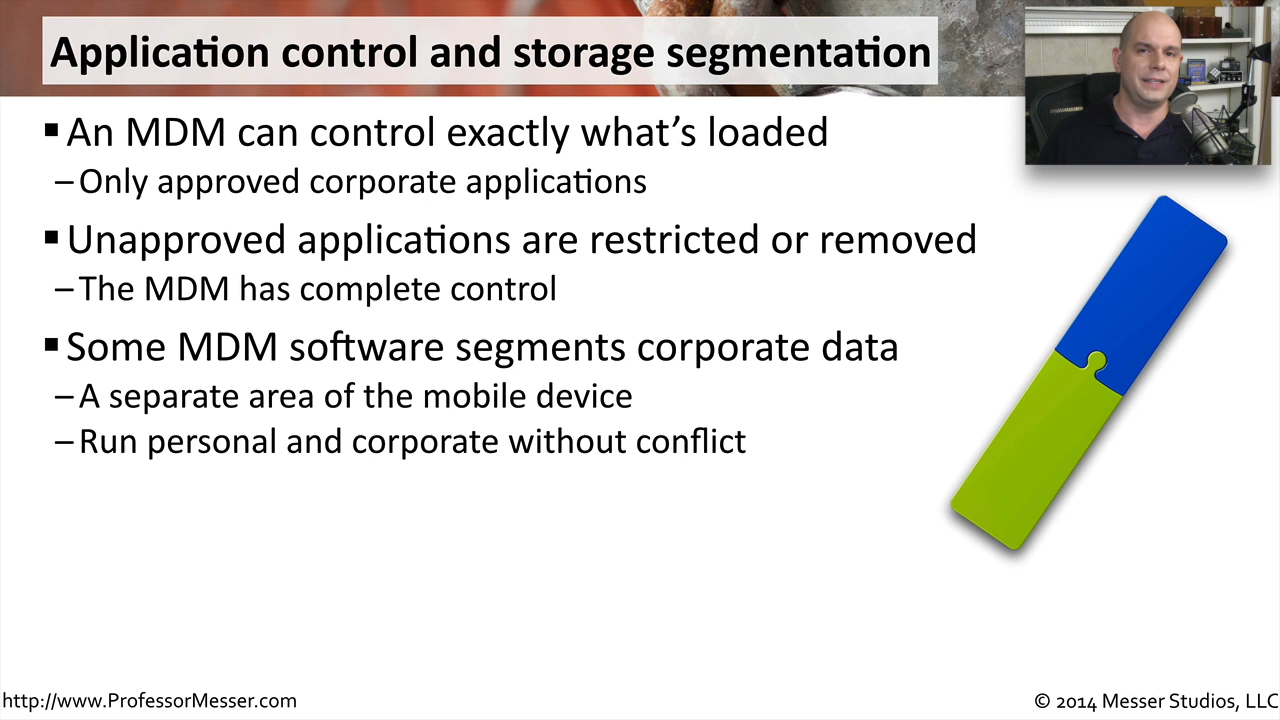 Application control and storage segmentation
▪ An MDM can control exactly what's loaded
– Only approved corporate applications
▪ Unapproved applications are restricted or removed
– The MDM has complete control
▪ Some MDM software segments corporate data
– A separate area of the mobile device
– Run personal and corporate without conflict
http://www.ProfessorMesser.com
© 2014 Messer Studios, LLC